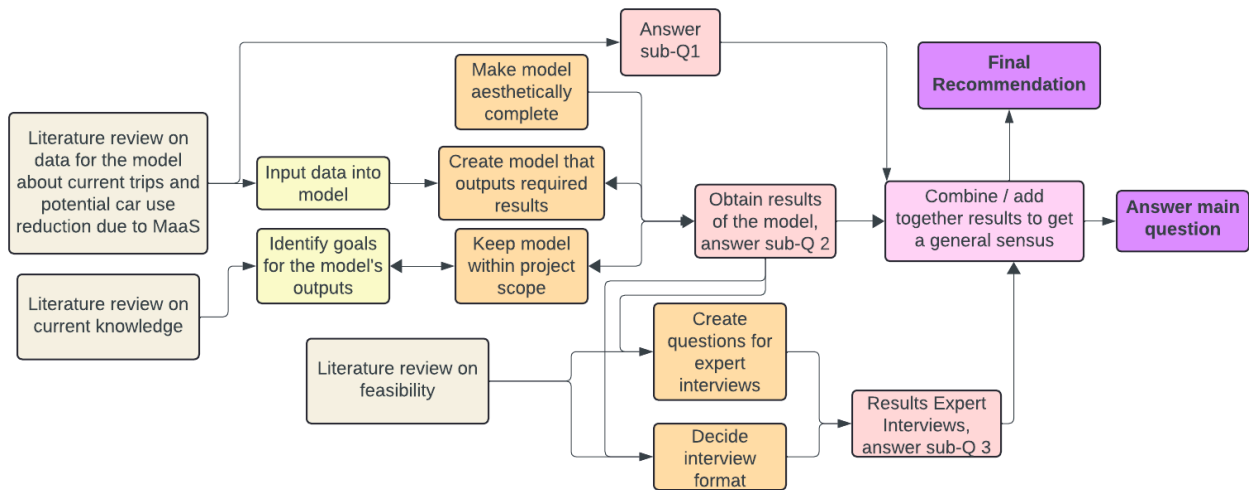 Answer
sub-Q1
Final
Recommendation
Make model
aesthetically
complete
Literature review on
data for the model
about current trips and
potential car use
reduction due to MaaS
Input data into
model
Create model that
outputs required
results
Obtain results
of the model,
answer sub-Q 2
Combine / add
together results to get
a general sensus
Answer main
question
Identify goals
for the model's
outputs
Keep model
within project
scope
Literature review on
current knowledge
Literature review on
feasibility
Create
questions for
expert
interviews
Results Expert
Interviews,
answer sub-Q 3
Decide
interview
format